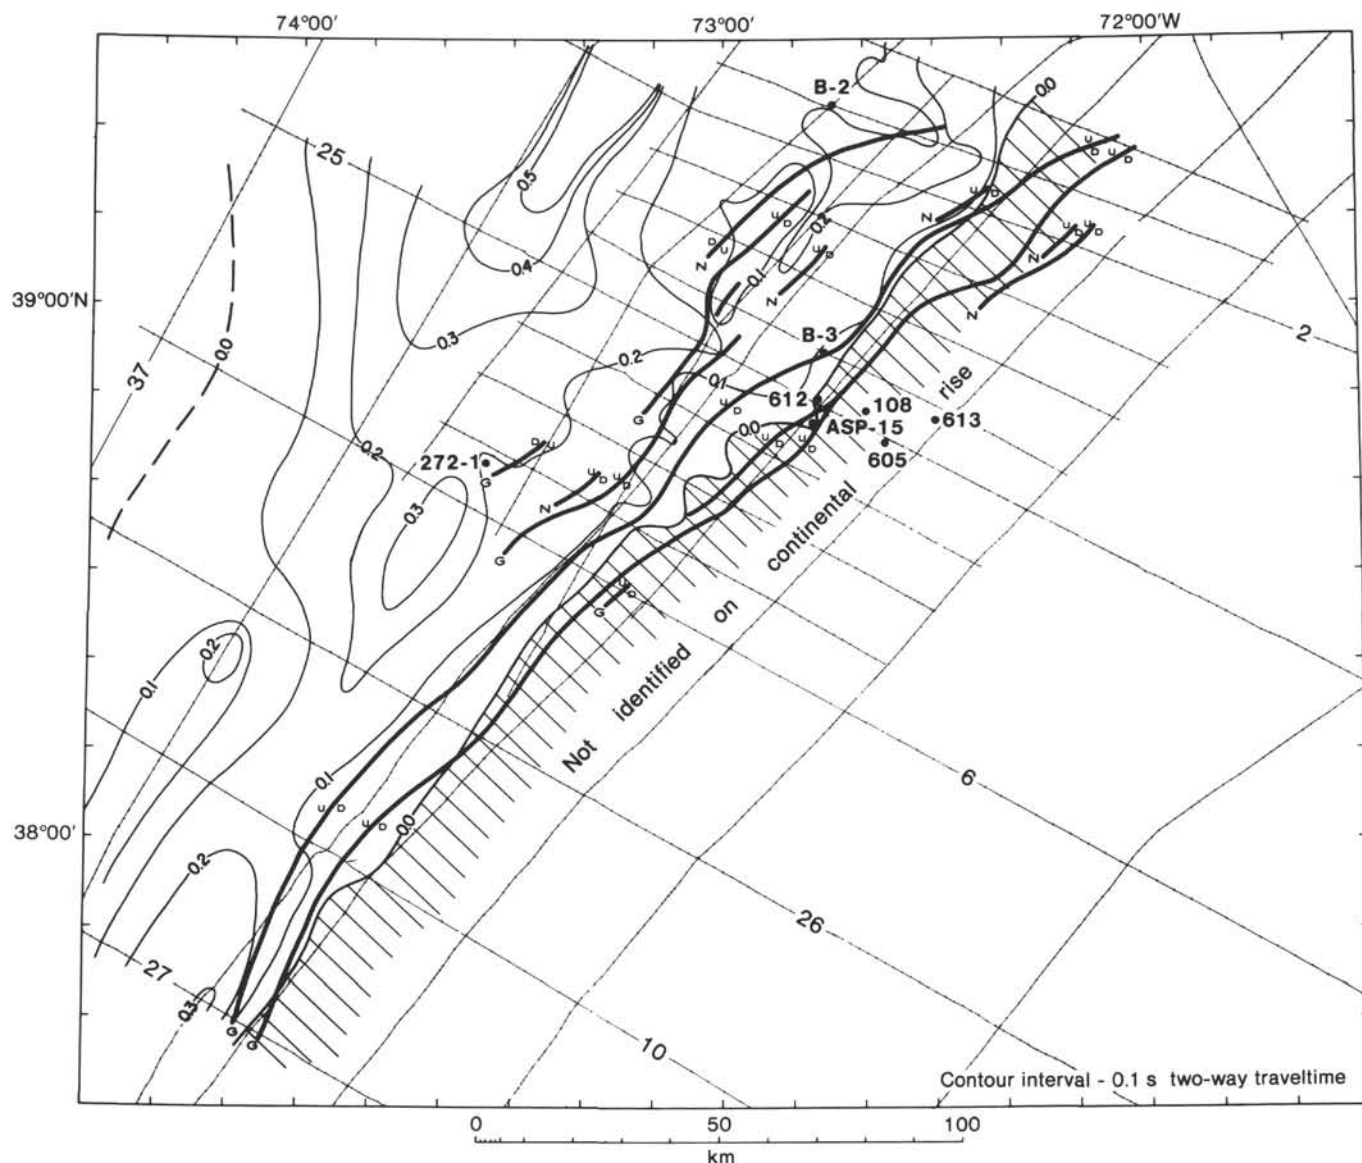 74°00'
73°00'
72°00'W
B-2
0.0
U
D
U
D
25
0.5
U
D
N
U
D
U
D
0.2
D
U
U
D
N
N
0.4
0.1
N
N
39°00'N
0.3
2
0.0
B-3
0.2
37
0.1
rise
612
108
613
U
D
G
0.0
ASP-15
605
D
U
U
D
U
D
0.2
272-1
G
U
D
U
D
continental
0.3
N
G
on
U
D
G
identified
0.2
0.1
Not
6
0.1
U
D
38°00'
U
D
0.0
0.2
26
27
0.3
G
G
10
Contour interval - 0.1 s two-way traveltime
0
50
100
km